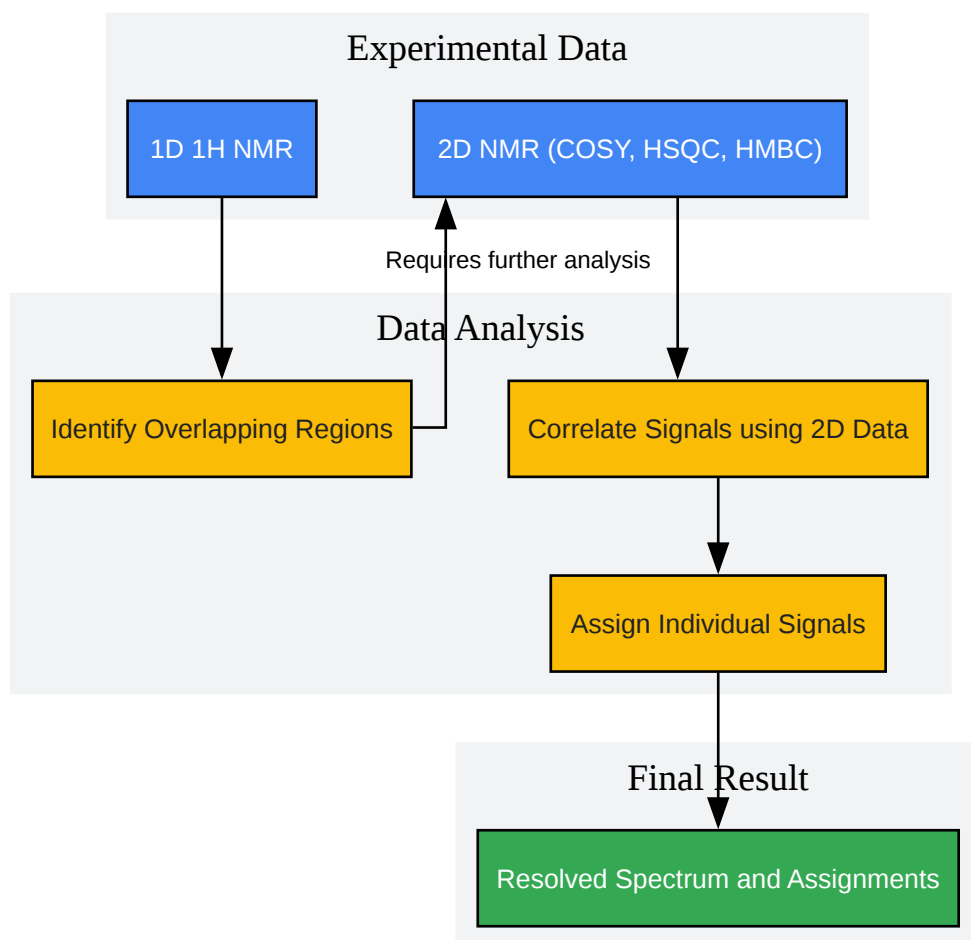 Experimental Data
1D 1H NMR
2D NMR (COSY, HSQC, HMBC)
Requires further analysis
Data Analysis
Identify Overlapping Regions
Correlate Signals using 2D Data
Assign Individual Signals
Final Result
Resolved Spectrum and Assignments